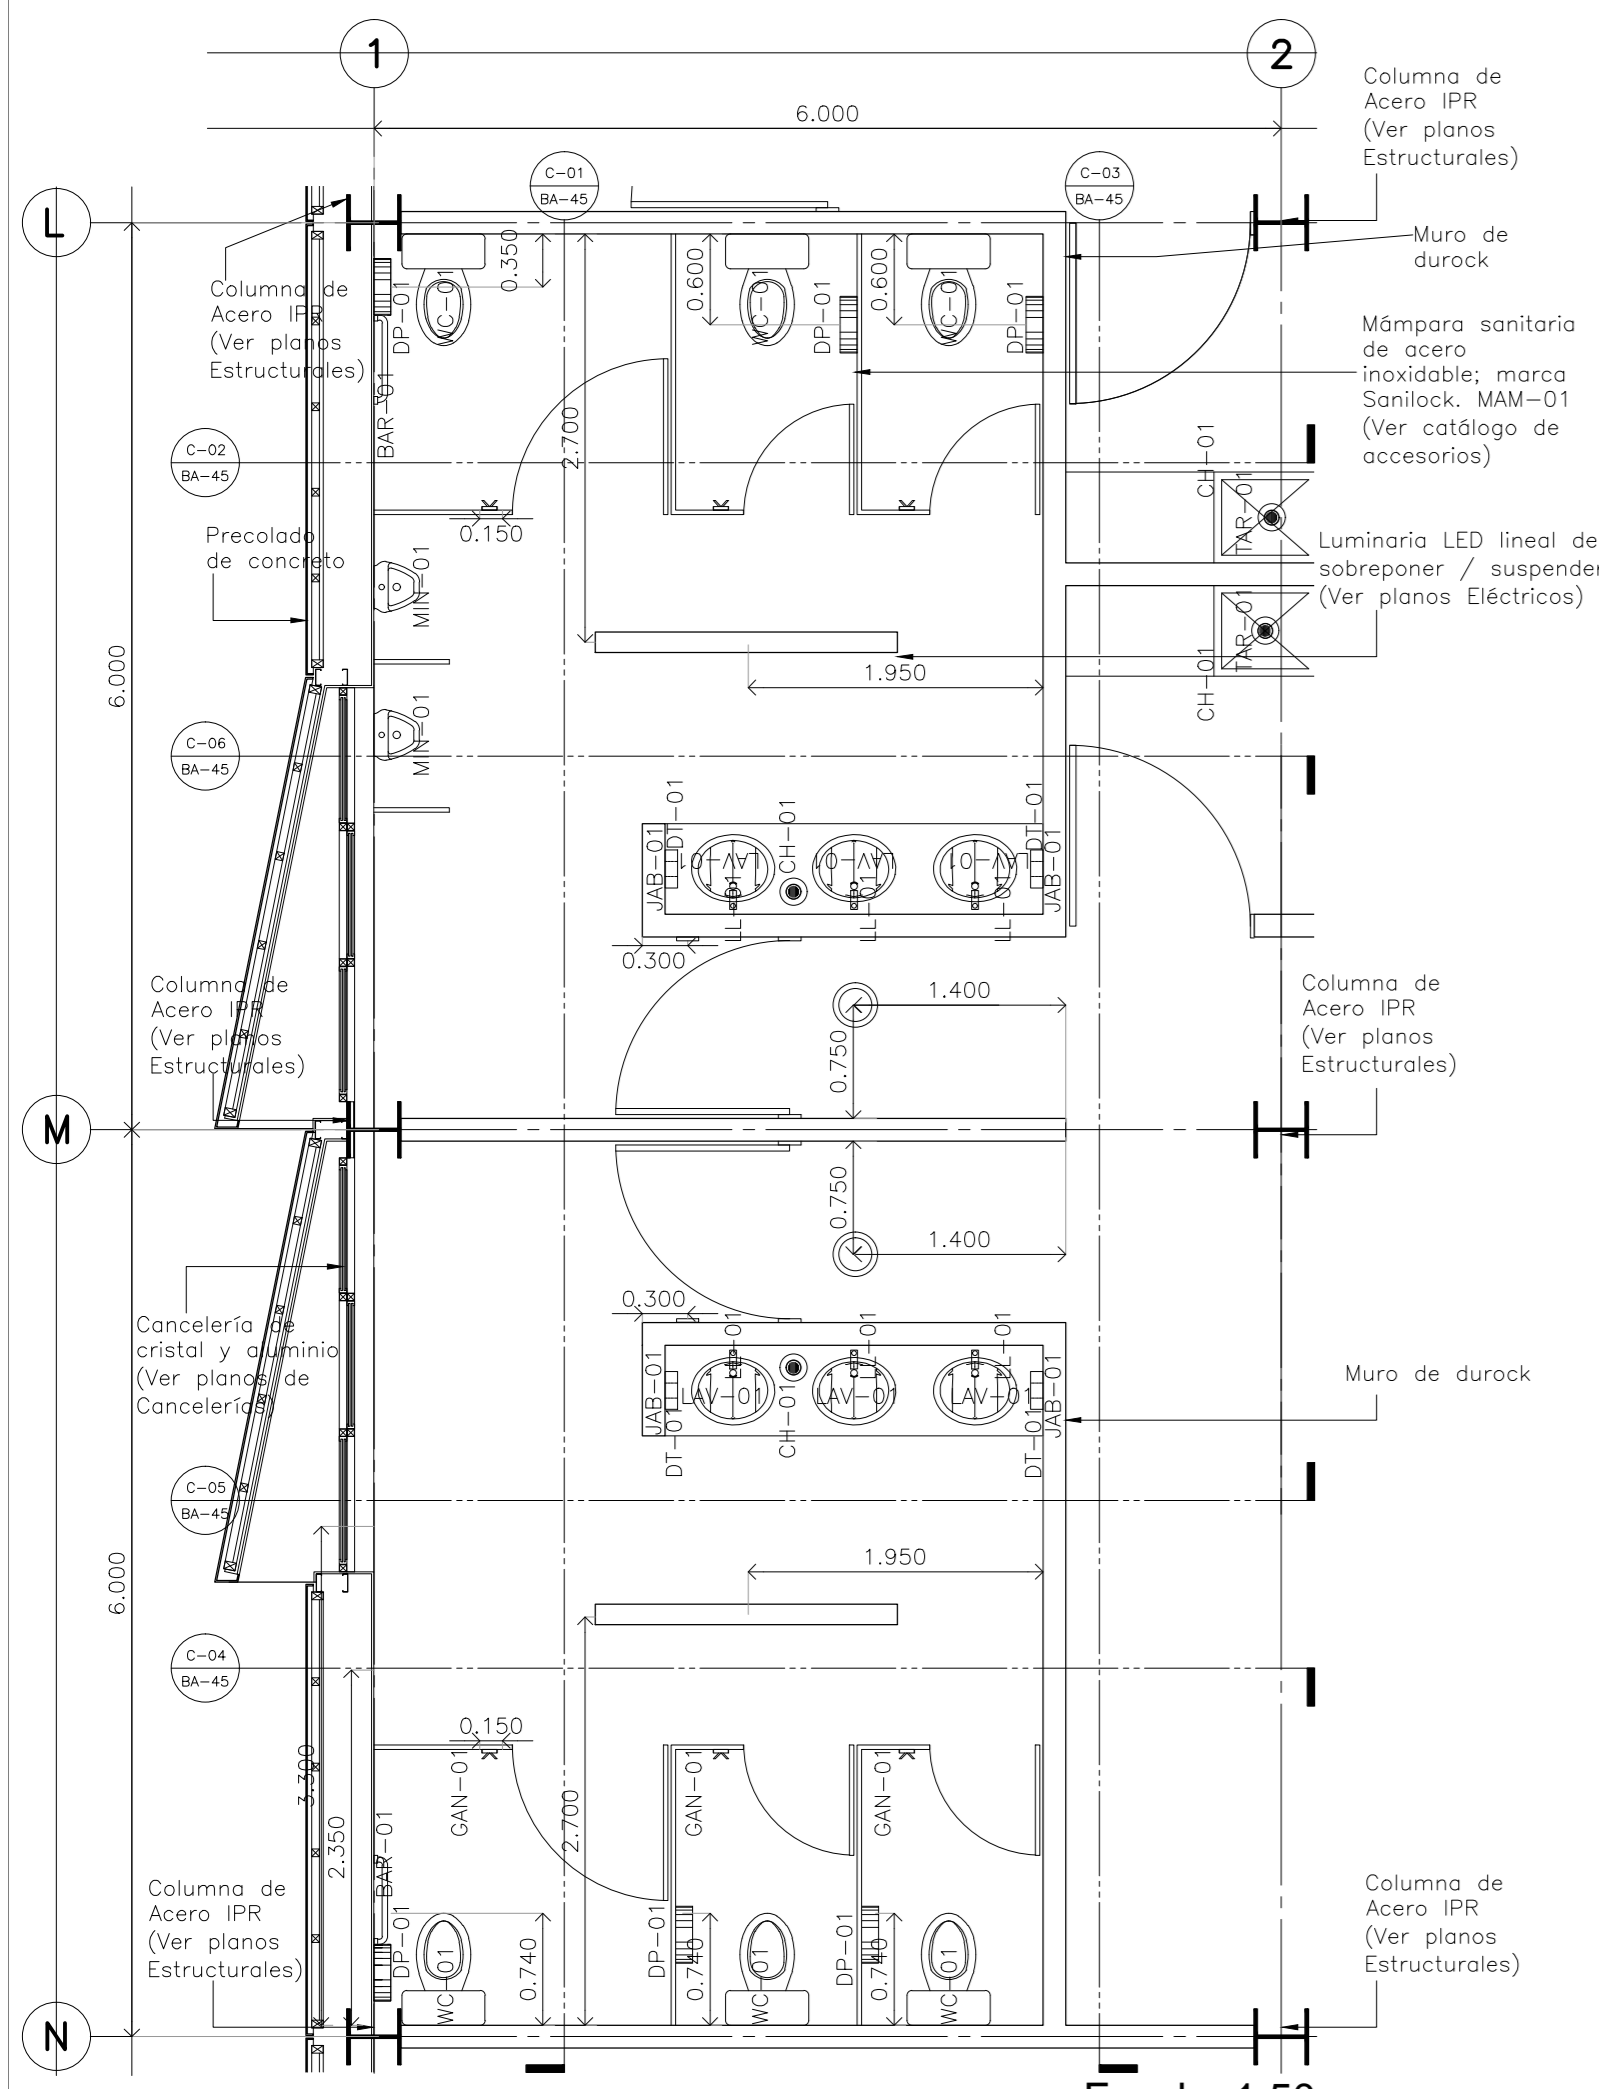 1
2
6.000
Columna de
Acero IPR
(Ver planos
Estructurales)
C-01
BA-45
C-03
BA-45
L
Muro de
durock
0.350
0.600
0.600
Columna de
Acero IPR
(Ver planos
Estructurales)
DP-01
WC-01
WC-01
DP-01
WC-01
DP-01
Mámpara sanitaria
de acero
inoxidable; marca
Sanilock. MAM-01
(Ver catálogo de
accesorios)
BAR-01
2.700
C-02
BA-45
CH-01
TAR-01
0.150
Precolado
de concreto
MIN-01
Luminaria LED lineal de
sobreponer / suspender
(Ver planos Eléctricos)
TAR-01
CH-01
6.000
1.950
MIN-01
C-06
BA-45
DT-01
CH-01
DT-01
JAB-01
LAV-01
LAV-01
LAV-01
JAB-01
LL-01
LL-01
LL-01
0.300
Columna de
Acero IPR
(Ver planos
Estructurales)
1.400
0.750
Columna de
Acero IPR
(Ver planos
Estructurales)
M
0.750
1.400
0.300
Cancelería de
cristal y aluminio
(Ver planos de
Cancelerías)
LL-01
LL-01
LL-01
JAB-01
LAV-01
LAV-01
LAV-01
JAB-01
DT-01
CH-01
DT-01
Muro de durock
C-05
BA-45
6.000
1.950
C-04
BA-45
0.150
3.300
2.350
GAN-01
2.700
GAN-01
GAN-01
BAR-01
Columna de
Acero IPR
(Ver planos
Estructurales)
DP-01
WC-01
0.740
DP-01
0.740
WC-01
DP-01
0.740
WC-01
Columna de
Acero IPR
(Ver planos
Estructurales)
N